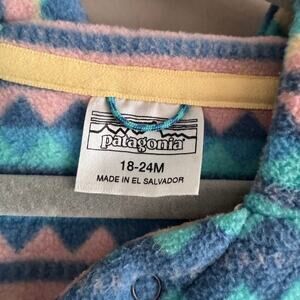 patagonia
18-24M
MADE IN EL SALVADOR